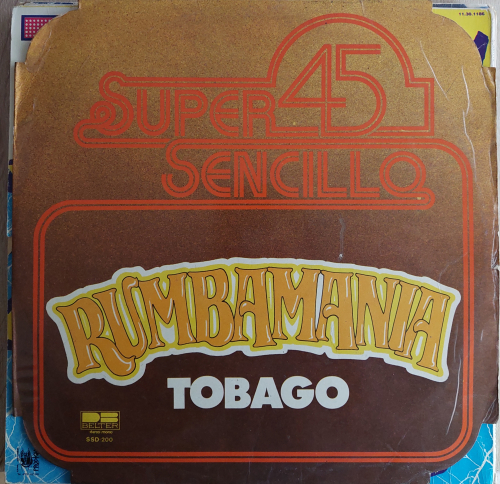 11.26.1186
SUPER 45
SENCILLO
RUMBAMANIA
TOBAGO
BELTER
SSD 200